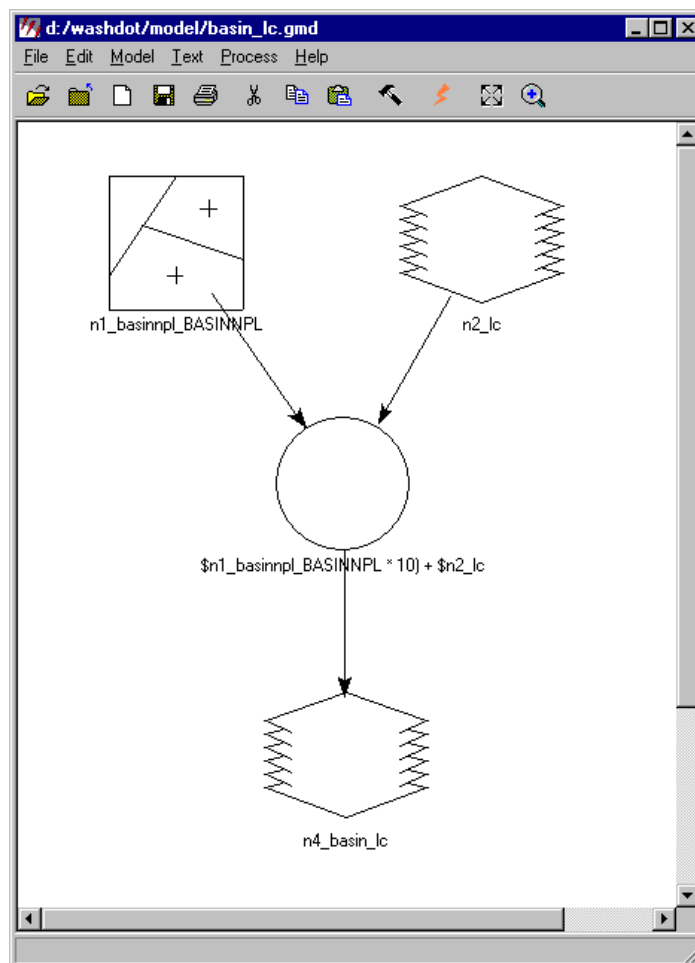 d:/washdot/model/basin_lc.gmd
File Edit Model Text Process Help
n1_basinnpl_BASINNPL
n2_lc
$n1_basinnpl_BASINNPL * 10) + $n2_lc
n4_basin_lc